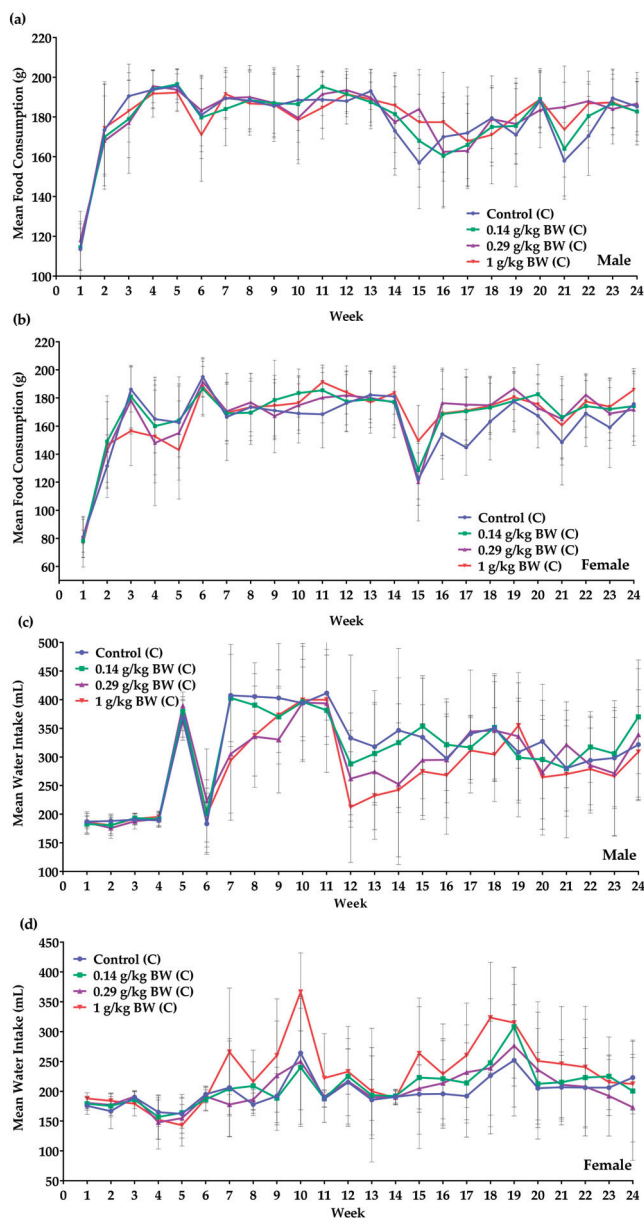 (a)
220
200
180
160
140
120
100
Mean Food Consumption (g)
Control (C)
0.14 g/kg BW (C)
0.29 g/kg BW (C)
1 g/kg BW (C)
Male
0 1 2 3 4 5 6 7 8 9 10 11 12 13 14 15 16 17 18 19 20 21 22 23 24
Week
(b)
220
200
180
160
140
120
100
80
60
Mean Food Consumption (g)
Control (C)
0.14 g/kg BW (C)
0.29 g/kg BW (C)
1 g/kg BW (C)
Female
0 1 2 3 4 5 6 7 8 9 10 11 12 13 14 15 16 17 18 19 20 21 22 23 24
Week
(c)
500
450
400
350
300
250
200
150
100
Mean Water Intake (mL)
Control (C)
0.14 g/kg BW (C)
0.29 g/kg BW (C)
1 g/kg BW (C)
Male
0 1 2 3 4 5 6 7 8 9 10 11 12 13 14 15 16 17 18 19 20 21 22 23 24
Week
(d)
450
400
350
300
250
200
150
100
50
Mean Water Intake (mL)
Control (C)
0.14 g/kg BW (C)
0.29 g/kg BW (C)
1 g/kg BW (C)
Female
0 1 2 3 4 5 6 7 8 9 10 11 12 13 14 15 16 17 18 19 20 21 22 23 24
Week